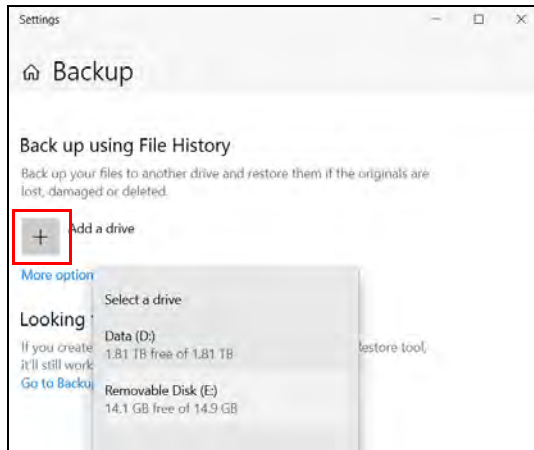 Settings
Backup
Back up using File History
Back up your files to another drive and restore them if the originals are
lost, damaged or deleted.
Add a drive
More option
Select a drive
Looking
Data (D:)
1.81 TB free of 1.81 TB
If you create
estore tool,
it'll still work
Go to Backu
Removable Disk (E:)
14.1 GB free of 14.9 GB